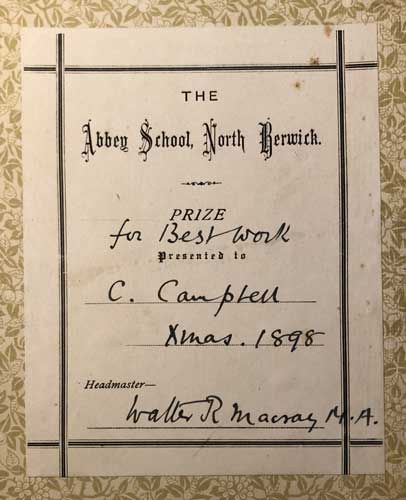 THE
Abbey School, North Berwick.
PRIZE
for Best Work
Presented to
C. Campbell
Xmas. 1898
Headmaster—
Walter R Macray M.A.